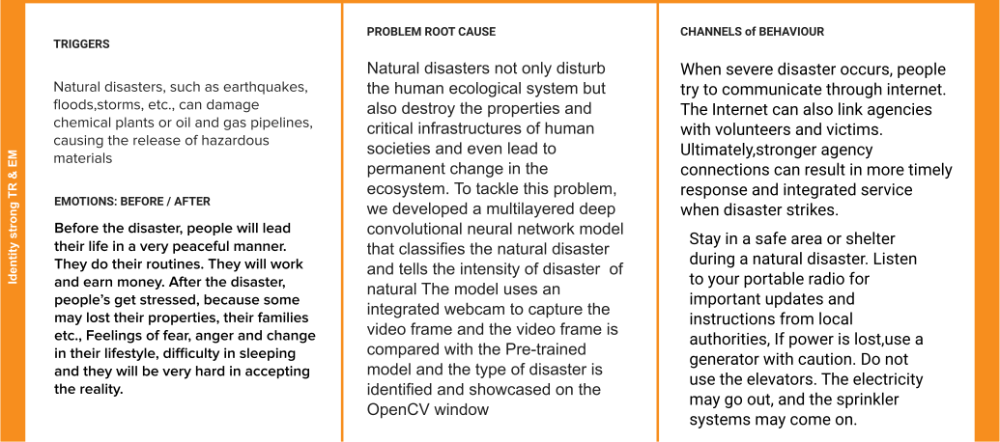 Identity strong TR & EM
TRIGGERS
Natural disasters, such as earthquakes,
floods,storms, etc., can damage
chemical plants or oil and gas pipelines,
causing the release of hazardous
materials
EMOTIONS: BEFORE / AFTER
Before the disaster, people will lead
their life in a very peaceful manner.
They do their routines. They will work
and earn money. After the disaster,
people's get stressed, because some
may lost their properties, their families
etc., Feelings of fear, anger and change
in their lifestyle, difficulty in sleeping
and they will be very hard in accepting
the reality.
PROBLEM ROOT CAUSE
Natural disasters not only disturb
the human ecological system but
also destroy the properties and
critical infrastructures of human
societies and even lead to
permanent change in the
ecosystem. To tackle this problem,
we developed a multilayered deep
convolutional neural network model
that classifies the natural disaster
and tells the intensity of disaster  of
natural The model uses an
integrated webcam to capture the
video frame and the video frame is
compared with the Pre-trained
model and the type of disaster is
identified and showcased on the
OpenCV window
CHANNELS of BEHAVIOUR
When severe disaster occurs, people
try to communicate through internet.
The Internet can also link agencies
with volunteers and victims.
Ultimately,stronger agency
connections can result in more timely
response and integrated service
when disaster strikes.
Stay in a safe area or shelter
during a natural disaster. Listen
to your portable radio for
important updates and
instructions from local
authorities, If power is lost,use a
generator with caution. Do not
use the elevators. The electricity
may go out, and the sprinkler
systems may come on.